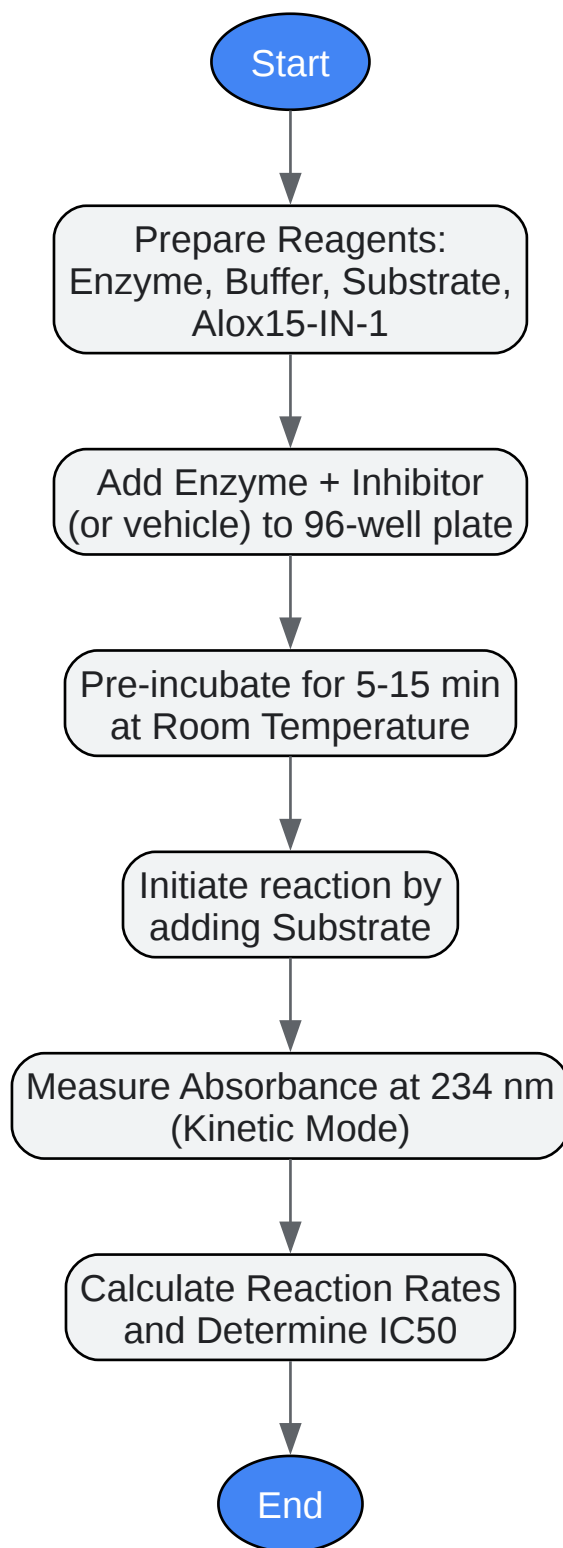 Start
Prepare Reagents:
Enzyme, Buffer, Substrate,
Alox15-IN-1
Add Enzyme + Inhibitor
(or vehicle) to 96-well plate
Pre-incubate for 5-15 min
at Room Temperature
Initiate reaction by
adding Substrate
Measure Absorbance at 234 nm
(Kinetic Mode)
Calculate Reaction Rates
and Determine IC50
End